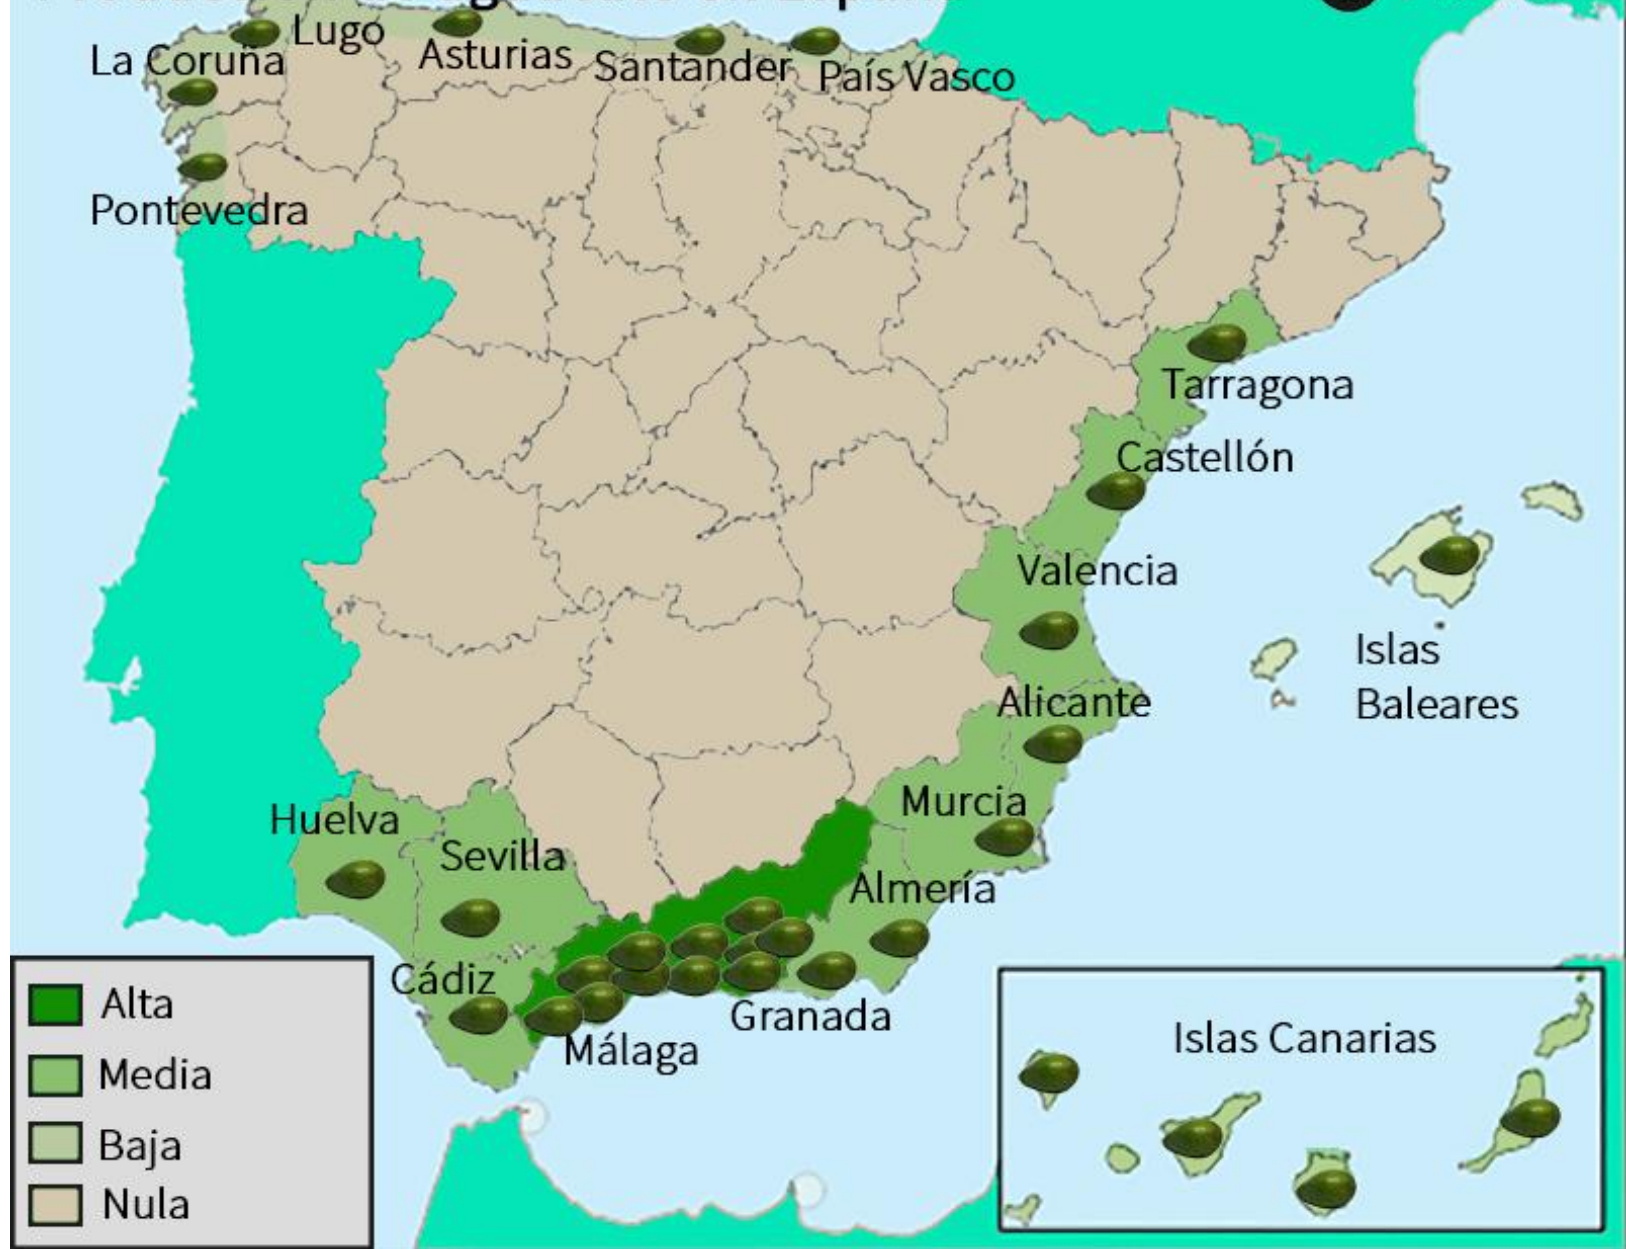 Lugo
La Coruña
Asturias
Santander
País Vasco
Pontevedra
Tarragona
Castellón
Valencia
Islas
Baleares
Alicante
Murcia
Huelva
Sevilla
Almería
Cádiz
Granada
Málaga
Alta
Media
Baja
Nula
Islas Canarias